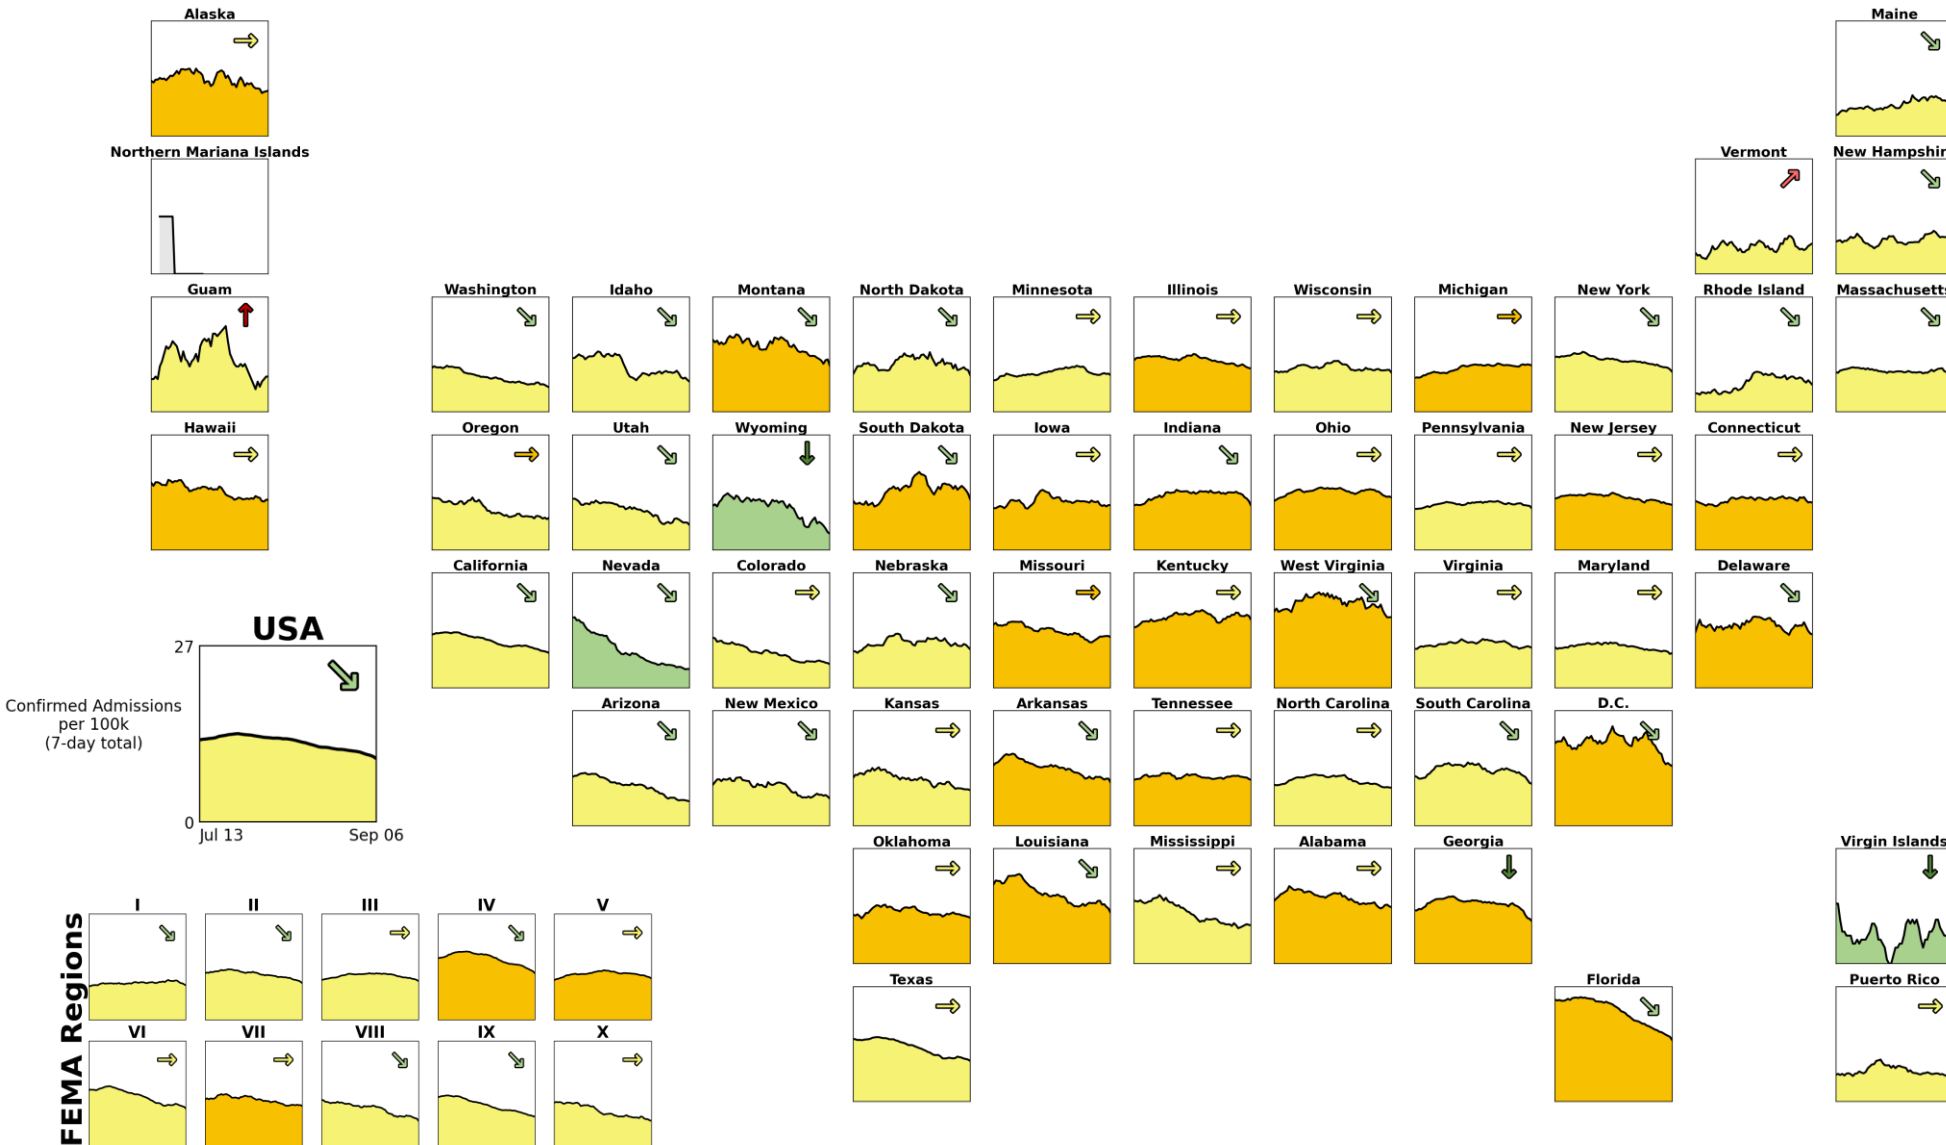 Alaska
Maine
Northern Mariana Islands
Vermont
New Hampshir
Guam
Washington
Idaho
Montana
North Dakota
Minnesota
Illinois
Wisconsin
Michigan
New York
Rhode Island
Massachusetts
Hawaii
Oregon
Utah
Wyoming
South Dakota
Iowa
Indiana
Ohio
Pennsylvania
New Jersey
Connecticut
California
Nevada
Colorado
Nebraska
Missouri
Kentucky
West Virginia
Virginia
Maryland
Delaware
USA
27
Confirmed Admissions
per 100k
(7-day total)
0
Jul 13
Sep 06
Arizona
New Mexico
Kansas
Arkansas
Tennessee
North Carolina
South Carolina
D.C.
Oklahoma
Louisiana
Mississippi
Alabama
Georgia
Virgin Islands
Texas
Florida
Puerto Rico
FEMA Regions
I
II
III
IV
V
VI
VII
VIII
IX
X